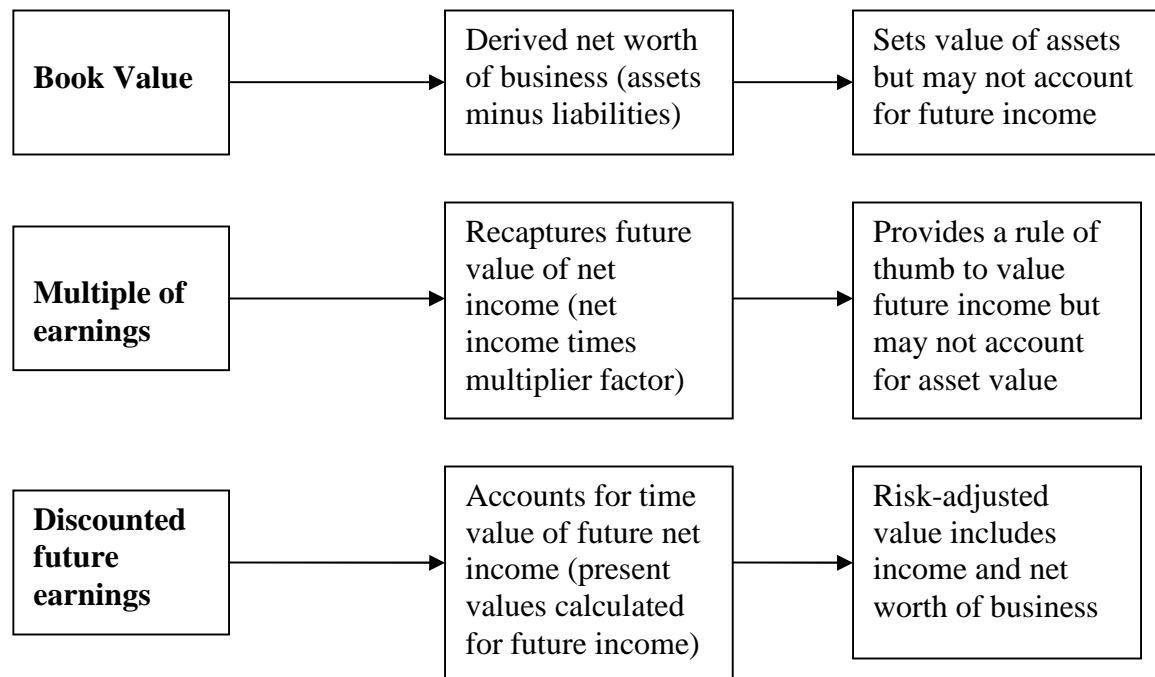 Book Value
Derived net worth
of business (assets
minus liabilities)
Sets value of assets
but may not account
for future income
Multiple of
earnings
Recaptures future
value of net
income (net
income times
multiplier factor)
Provides a rule of
thumb to value
future income but
may not account
for asset value
Discounted
future
earnings
Accounts for time
value of future net
income (present
values calculated
for future income)
Risk-adjusted
value includes
income and net
worth of business